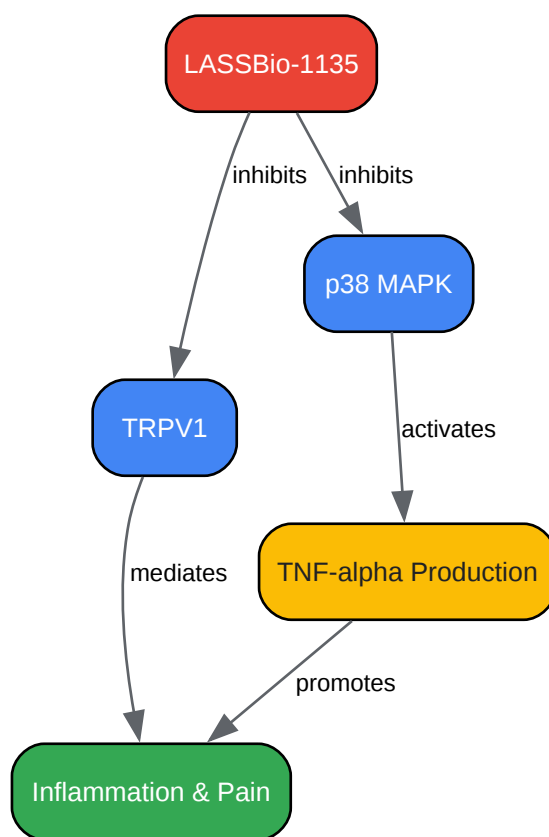 LASSBio-1135
inhibits
inhibits
p38 MAPK
TRPV1
activates
TNF-alpha Production
mediates
promotes
Inflammation & Pain